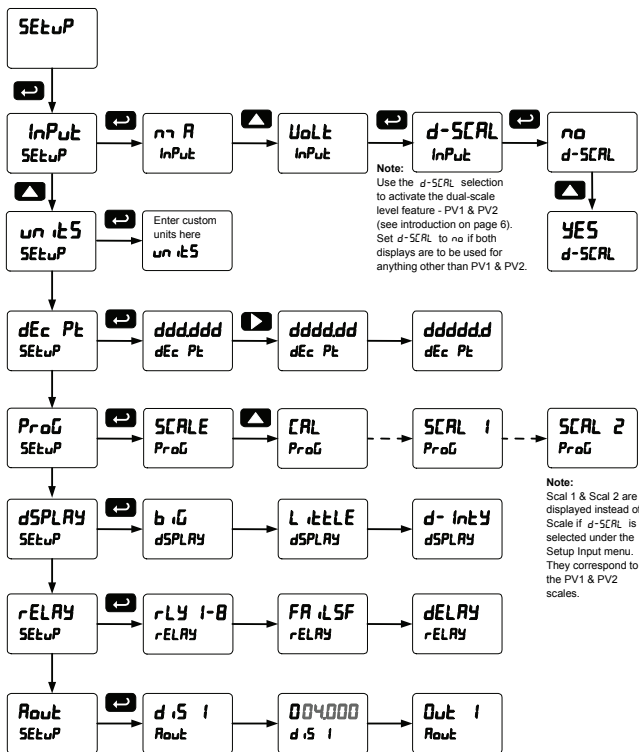 SEtuP
InPut
SEtuP
mA
InPut
VoLt
InPut
d-SCAL
InPut
no
d-SCAL
Note:
Use the d-SCAL selection
to activate the dual-scale
level feature - PV1 & PV2
(see introduction on page 6).
Set d-SCAL to no if both
displays are to be used for
anything other than PV1 & PV2.
YES
d-SCAL
unitS
SEtuP
Enter custom
units here
unitS
dEc Pt
SEtuP
ddd.ddd
dEc Pt
dddd.dd
dEc Pt
ddddd.d
dEc Pt
ProG
SEtuP
SCALE
ProG
CAL
ProG
SCAL 1
ProG
SCAL 2
ProG
Note:
Scal 1 & Scal 2 are
displayed instead of
Scale if d-SCAL is
selected under the
Setup Input menu.
They correspond to
the PV1 & PV2
scales.
dSPLAY
SEtuP
biG
dSPLAY
LittLE
dSPLAY
d-IntY
dSPLAY
rELAY
SEtuP
rLY 1-8
rELAY
FAiLSF
rELAY
dELAY
rELAY
Aout
SEtuP
diS 1
Aout
004.000
diS 1
Out 1
Aout